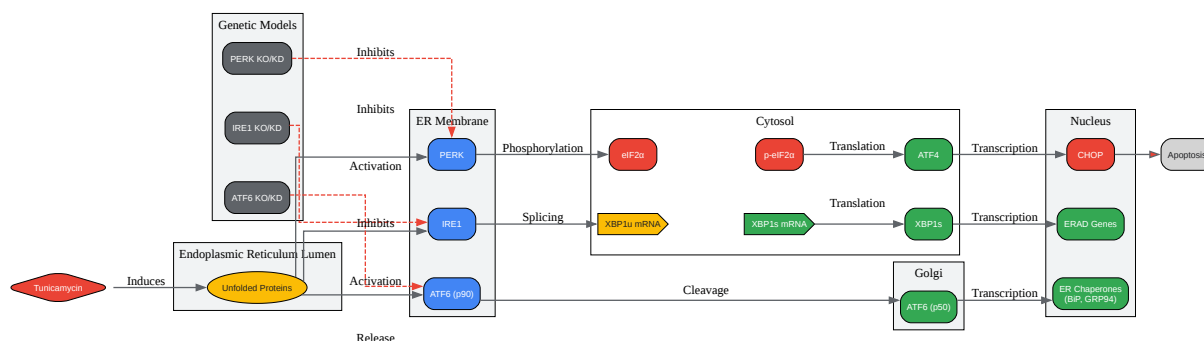 Genetic Models
PERK KO/KD
IRE1 KO/KD
ATF6 KO/KD
Inhibits
Inhibits
Activation
Inhibits
Activation
Release
Endoplasmic Reticulum Lumen
Tunicamycin
Induces
Unfolded Proteins
ER Membrane
PERK
IRE1
ATF6 (p90)
Phosphorylation
Splicing
Cleavage
Cytosol
eIF2α
p-eIF2α
Translation
ATF4
XBP1u mRNA
XBP1s mRNA
Translation
XBP1s
Golgi
ATF6 (p50)
Transcription
Transcription
Transcription
Nucleus
CHOP
ERAD Genes
ER Chaperones
(BiP, GRP94)
Apoptosis